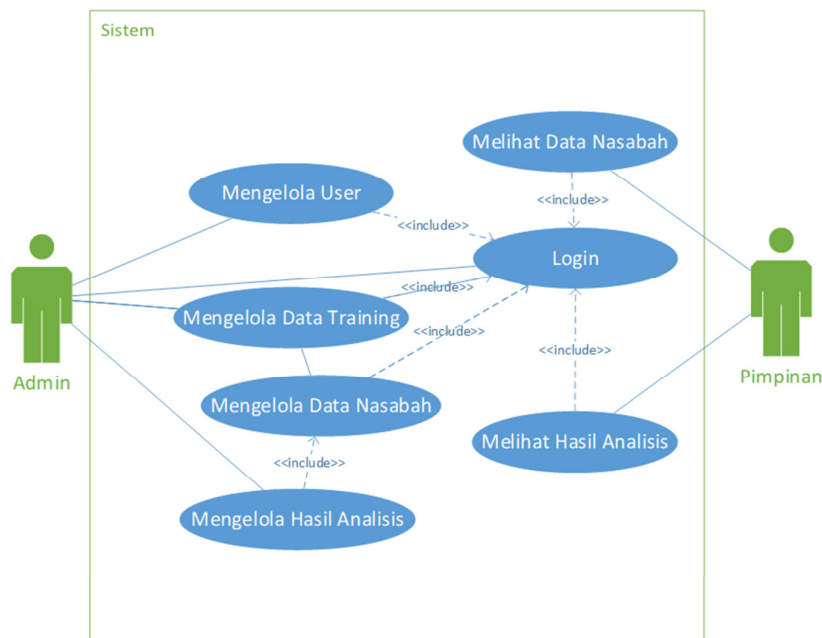 Sistem
Melihat Data Nasabah
Mengelola User
<<include>>
<<include>>
Login
Admin
Pimpinan
<<include>>
Mengelola Data Training
<<include>>
<<include>>
Mengelola Data Nasabah
Melihat Hasil Analisis
<<include>>
Mengelola Hasil Analisis